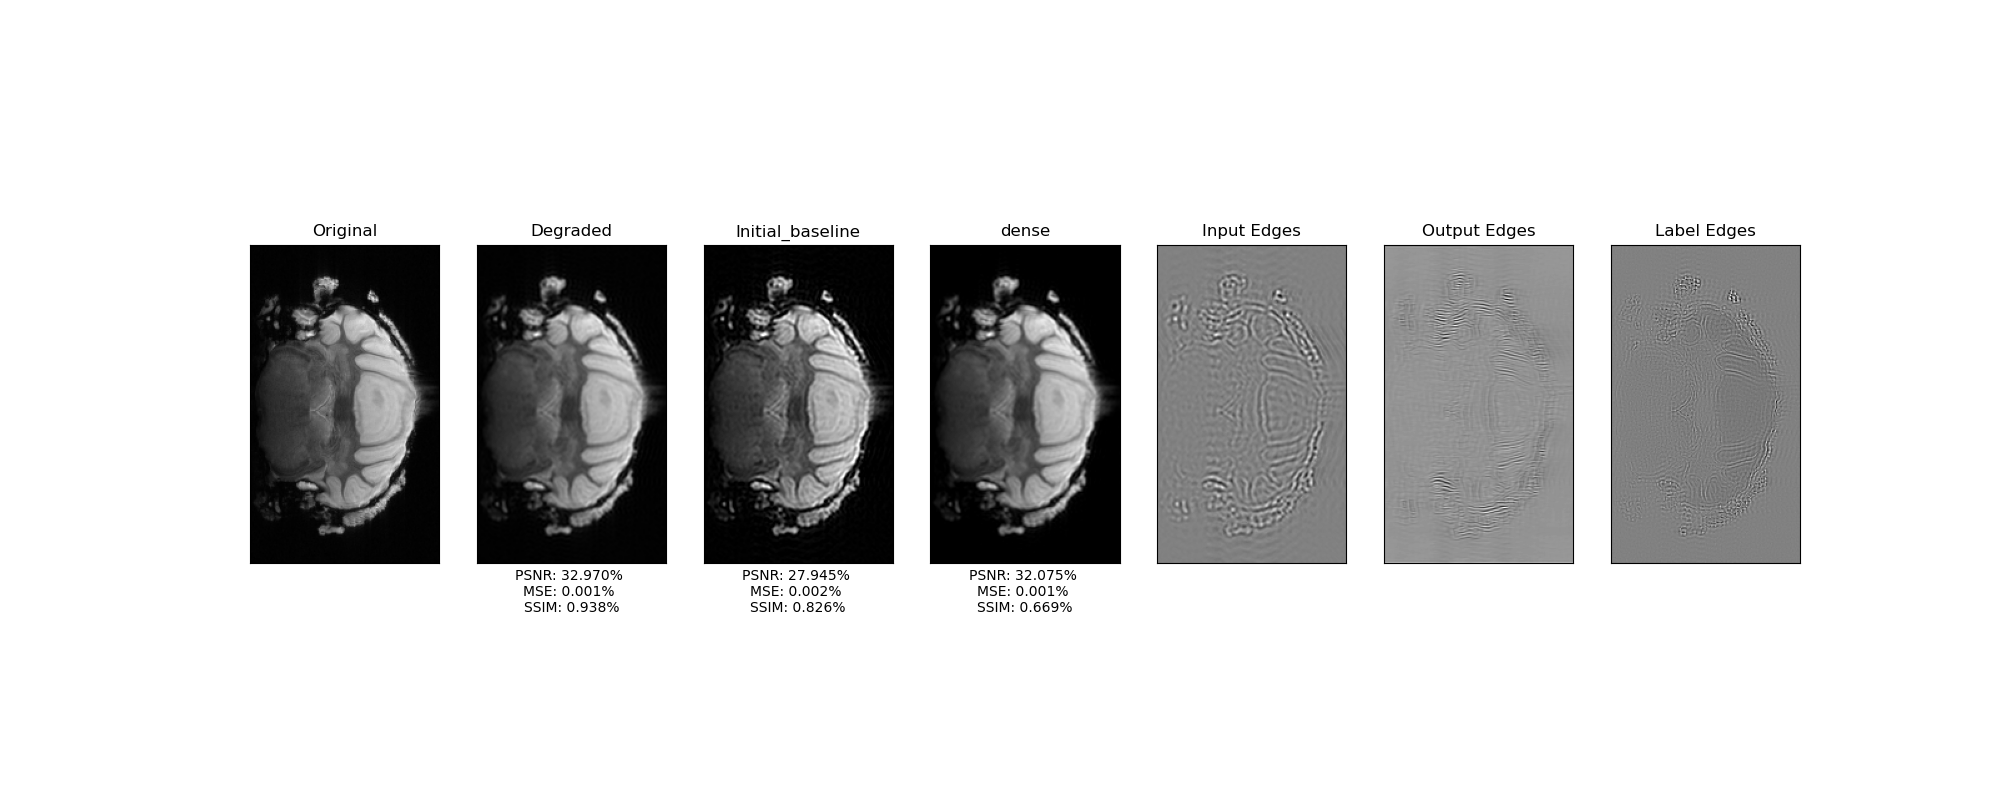 Original
Degraded
Initial_baseline
dense
Input Edges
Output Edges
Label Edges
PSNR: 32.970%
MSE: 0.001%
SSIM: 0.938%
PSNR: 27.945%
MSE: 0.002%
SSIM: 0.826%
PSNR: 32.075%
MSE: 0.001%
SSIM: 0.669%